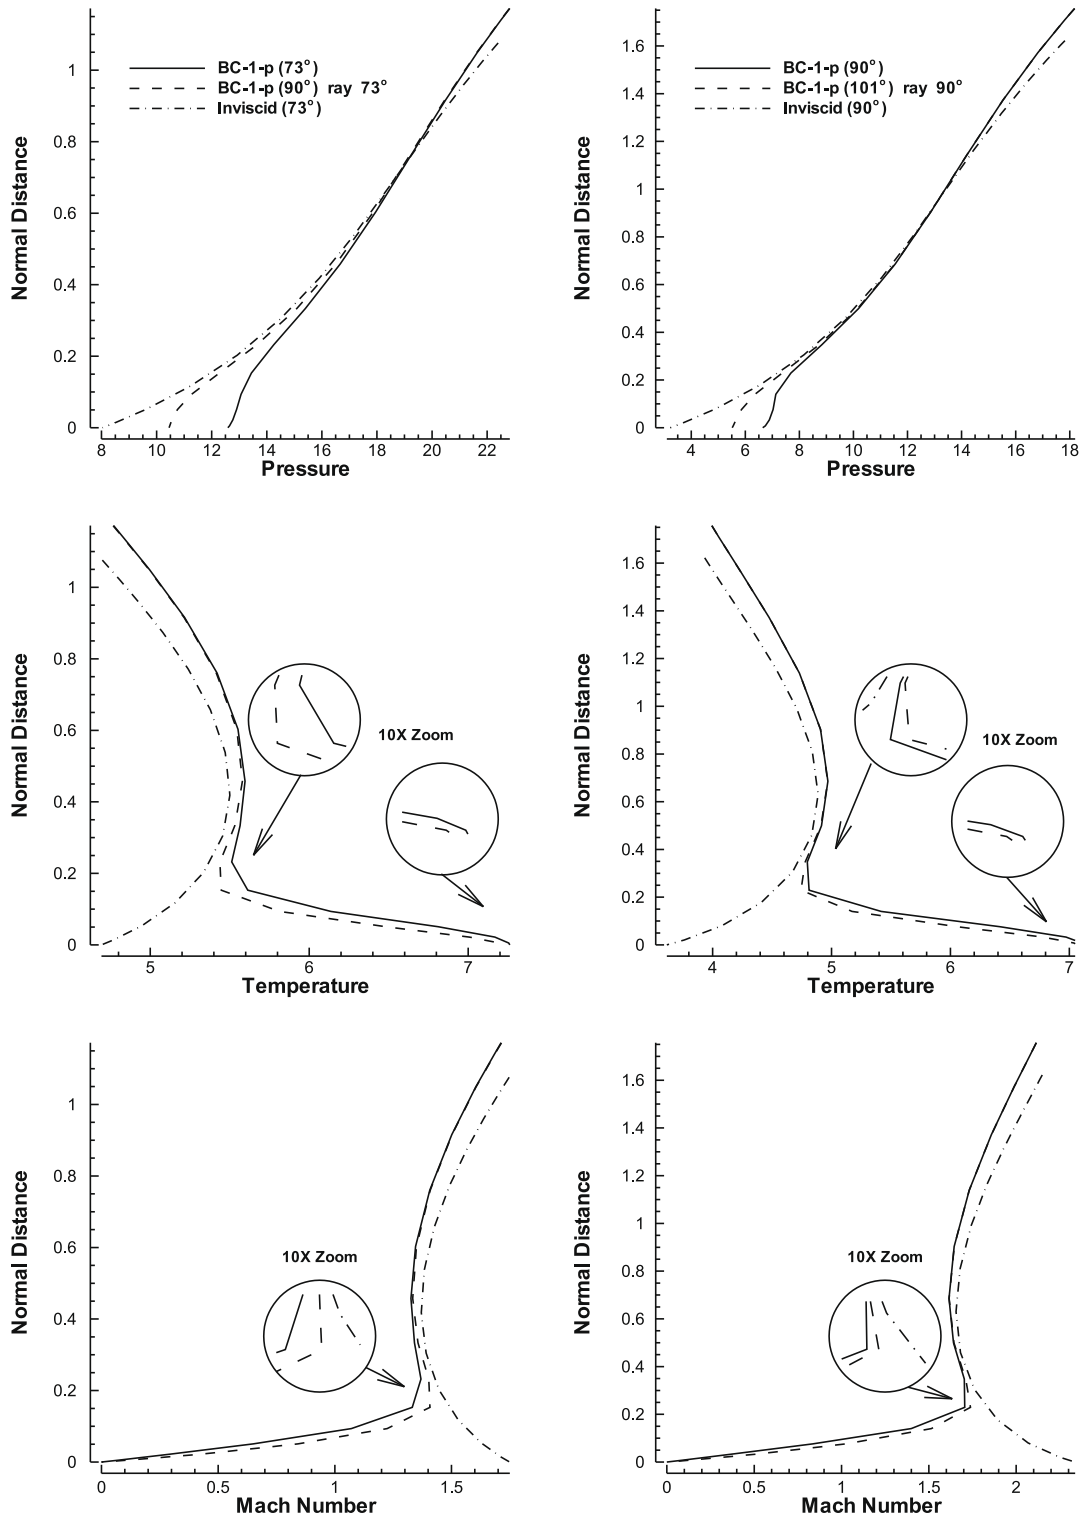 BC-1-p (73°)
BC-1-p (90°) ray 73°
Inviscid (73°)
Normal Distance
1
0.8
0.6
0.4
0.2
0
8 10 12 14 16 18 20 22
Pressure
BC-1-p (90°)
BC-1-p (101°) ray 90°
Inviscid (90°)
Normal Distance
1.6
1.4
1.2
1
0.8
0.6
0.4
0.2
0
4 6 8 10 12 14 16 18
Pressure
Normal Distance
1
0.8
0.6
0.4
0.2
0
10X Zoom
5 6 7
Temperature
Normal Distance
1.6
1.4
1.2
1
0.8
0.6
0.4
0.2
0
10X Zoom
4 5 6 7
Temperature
Normal Distance
1
0.8
0.6
0.4
0.2
0
10X Zoom
0 0.5 1 1.5
Mach Number
Normal Distance
1.6
1.4
1.2
1
0.8
0.6
0.4
0.2
0
10X Zoom
0 0.5 1 1.5 2
Mach Number